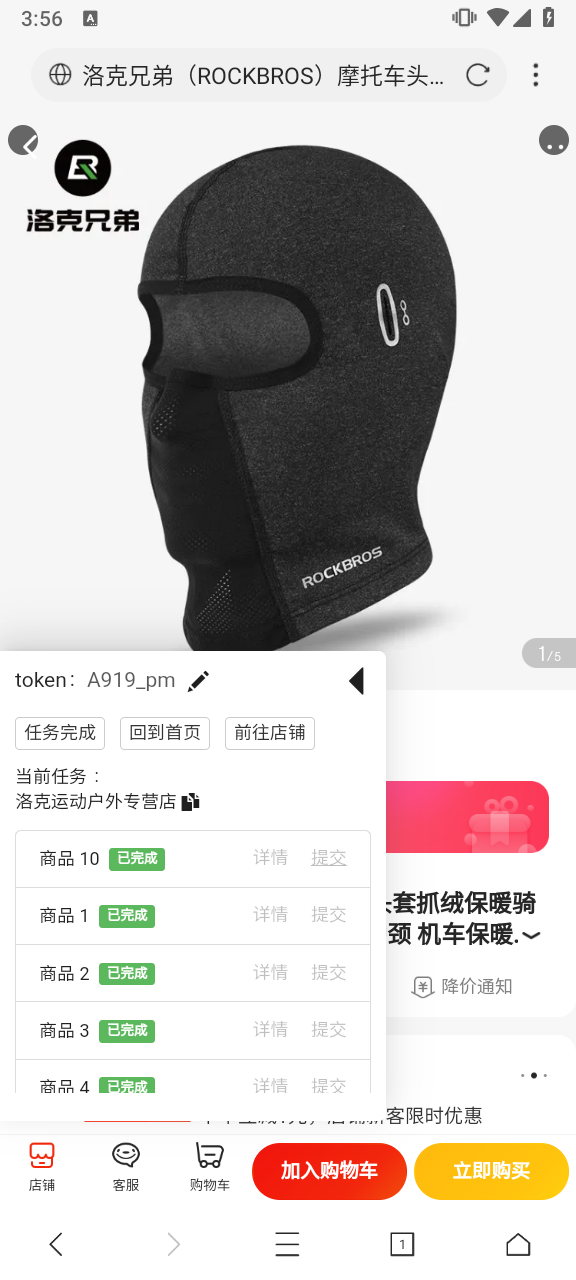 3:56
A
洛克兄弟（ROCKBROS）摩托车头...
洛克兄弟
ROCKBROS
1/5
token: A919_pm
任务完成 回到首页 前往店铺
当前任务：
洛克运动户外专营店
商品 10 已完成 详情 提交
商品 1 已完成 详情 提交
商品 2 已完成 详情 提交
商品 3 已完成 详情 提交
商品 4 已完成 详情 提交
套抓绒保暖骑
颈 机车保暖.
¥ 降价通知
客限时优惠
店铺 客服 购物车 加入购物车 立即购买
1